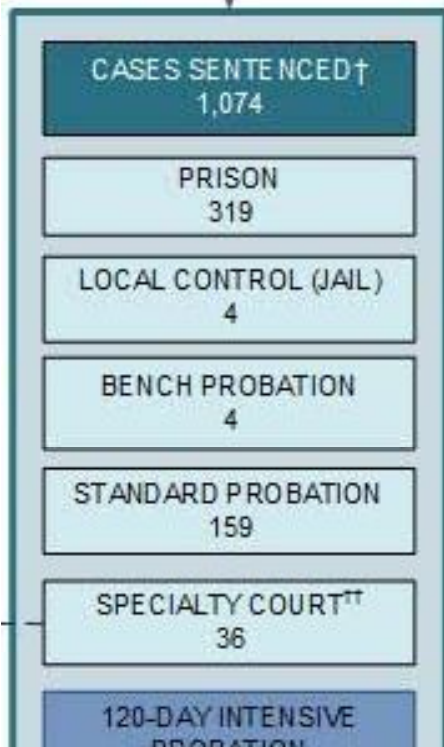 CASES SENTENCED†
1,074
PRISON
319
LOCAL CONTROL (JAIL)
4
BENCH PROBATION
4
STANDARD PROBATION
159
SPECIALTY COURT††
36
120-DAY INTENSIVE
PROBATION